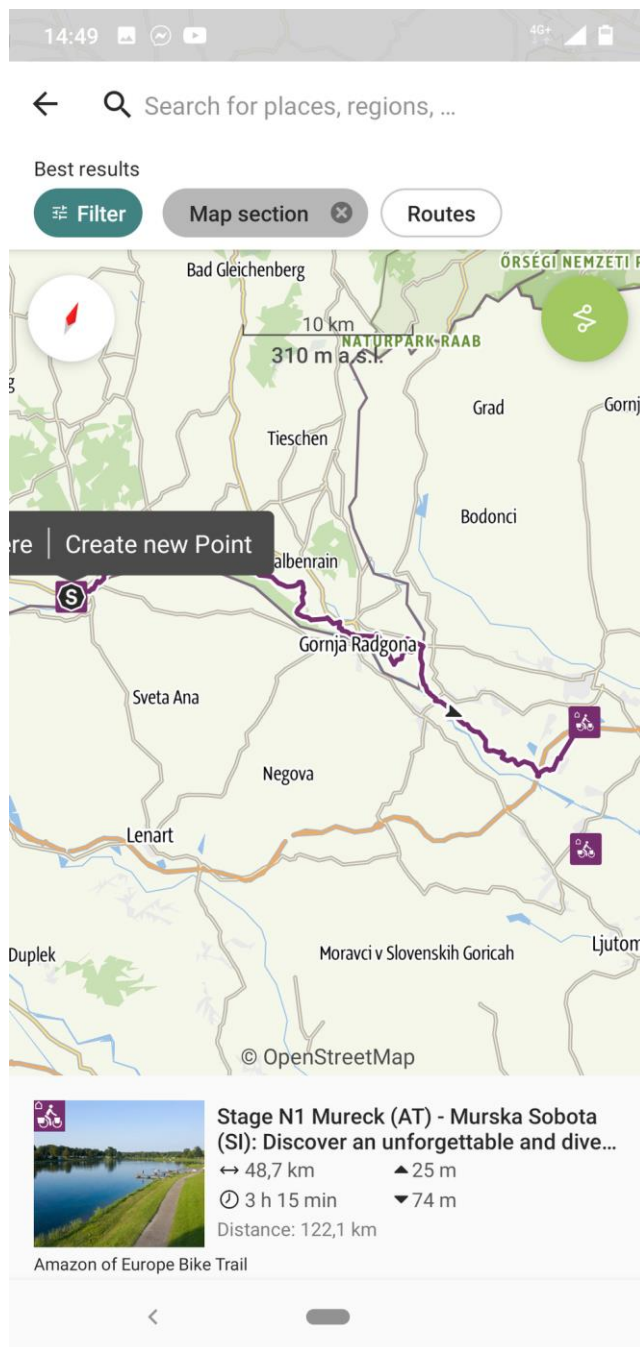 14:49
4G+
Search for places, regions, ...
Best results
Filter
Map section
Routes
Bad Gleichenberg
ŐRSÉGI NEMZETI P
10 km
NATURPARK RAAB
310 m a.s.l.
Grad
Gornj
Tieschen
Bodonci
ere | Create new Point
albenrain
S
Gornja Radgona
Sveta Ana
Negova
Lenart
Duplek
Moravci v Slovenskih Goricah
Ljutom
© OpenStreetMap
Stage N1 Mureck (AT) - Murska Sobota
(SI): Discover an unforgettable and dive...
48,7 km 25 m
3 h 15 min 74 m
Distance: 122,1 km
Amazon of Europe Bike Trail